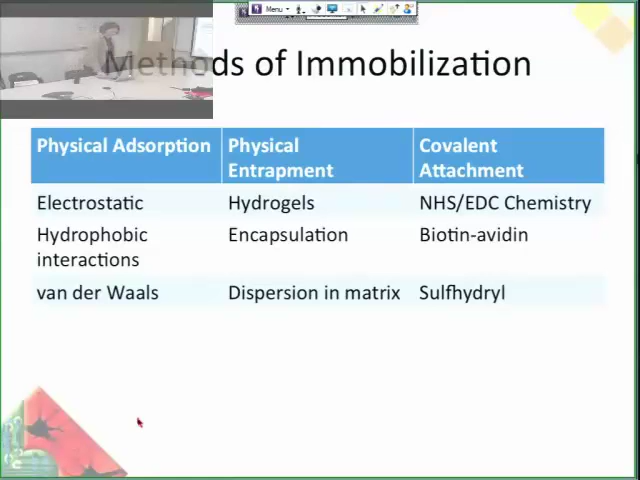 Menu
Methods of Immobilization
Physical Adsorption
Physical
Entrapment
Covalent
Attachment
Electrostatic
Hydrogels
NHS/EDC Chemistry
Hydrophobic
interactions
Encapsulation
Biotin-avidin
van der Waals
Dispersion in matrix
Sulfhydryl